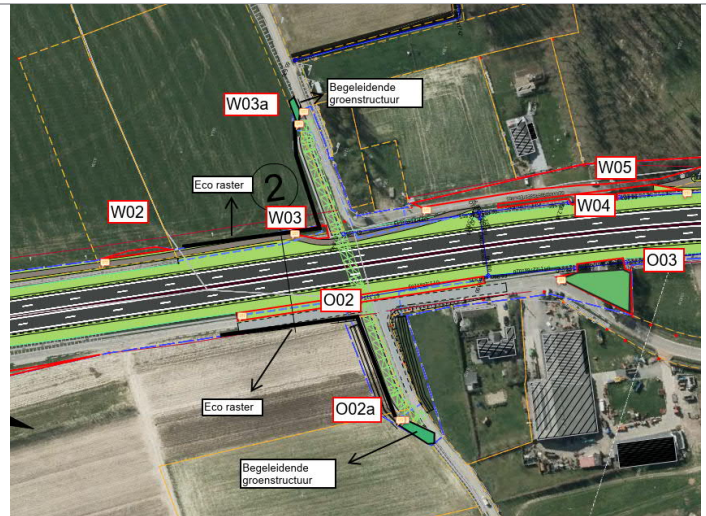 W03a
Begeleidende
groenstructuur
W05
Eco raster
2
W02
W03
W04
O03
O02
Eco raster
O02a
Begeleidende
groenstructuur